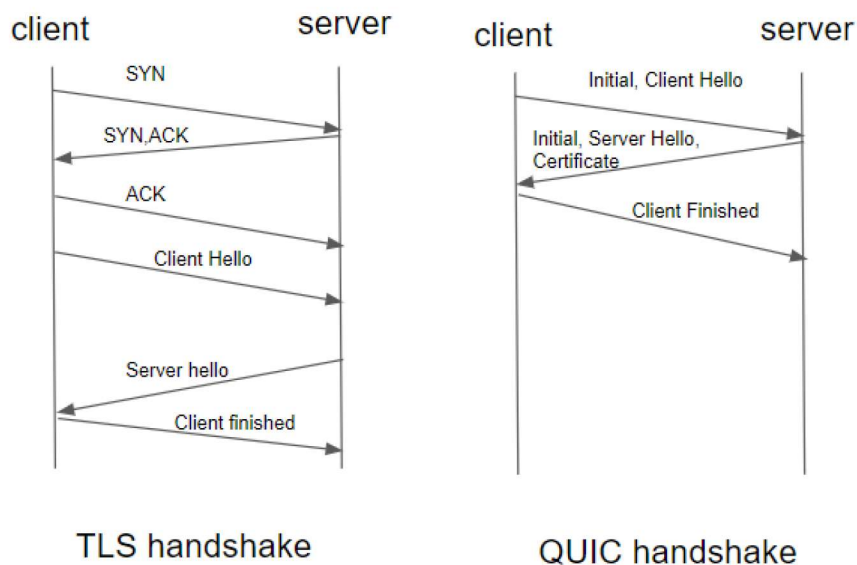 client
server
SYN
SYN,ACK
ACK
Client Hello
Server hello
Client finished
TLS handshake
client
server
Initial, Client Hello
Initial, Server Hello,
Certificate
Client Finished
QUIC handshake